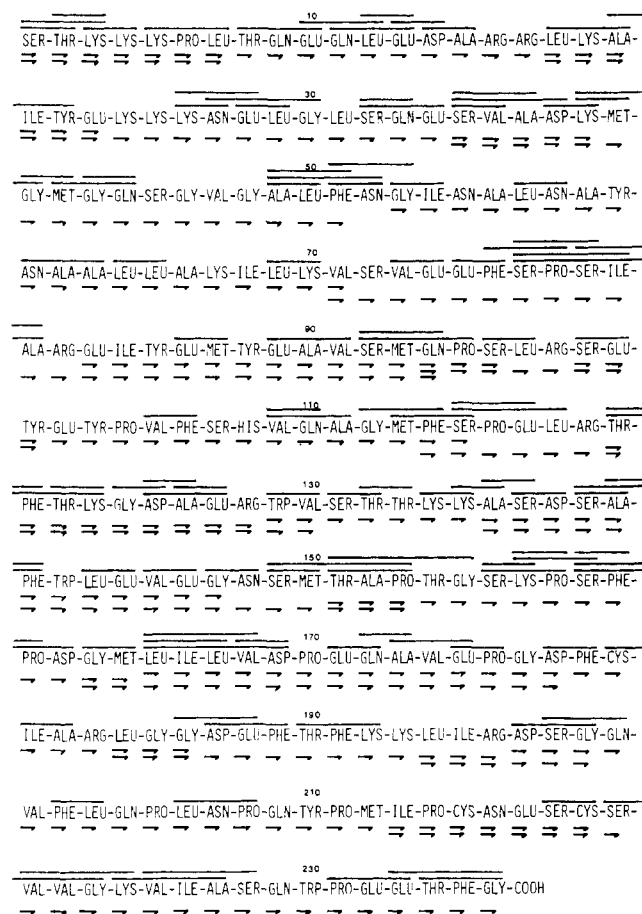 10
SER-THR-LYS-LYS-LYS-PRO-LEU-THR-GLN-GLU-GLN-LEU-GLU-ASP-ALA-ARG-ARG-LEU-LYS-ALA-
30
ILE-TYR-GLU-LYS-LYS-LYS-ASN-GLU-LEU-GLY-LEU-SER-GLN-GLU-SER-VAL-ALA-ASP-LYS-MET-
50
GLY-MET-GLY-GLN-SER-GLY-VAL-GLY-ALA-LEU-PHE-ASN-GLY-ILE-ASN-ALA-LEU-ASN-ALA-TYR-
70
ASN-ALA-ALA-LEU-LEU-ALA-LYS-ILE-LEU-LYS-VAL-SER-VAL-GLU-GLU-PHE-SER-PRO-SER-ILE-
90
ALA-ARG-GLU-ILE-TYR-GLU-MET-TYR-GLU-ALA-VAL-SER-MET-GLN-PRO-SER-LEU-ARG-SER-GLU-
110
TYR-GLU-TYR-PRO-VAL-PHE-SER-HIS-VAL-GLN-ALA-GLY-MET-PHE-SER-PRO-GLU-LEU-ARG-THR-
130
PHE-THR-LYS-GLY-ASP-ALA-GLU-ARG-TRP-VAL-SER-THR-THR-LYS-LYS-ALA-SER-ASP-SER-ALA-
150
PHE-TRP-LEU-GLU-VAL-GLU-GLY-ASN-SER-MET-THR-ALA-PRO-THR-GLY-SER-LYS-PRO-SER-PHE-
170
PRO-ASP-GLY-MET-LEU-ILE-LEU-VAL-ASP-PRO-GLU-GLN-ALA-VAL-GLU-PRO-GLY-ASP-PHE-CYS-
190
ILE-ALA-ARG-LEU-GLY-GLY-ASP-GLU-PHE-THR-PHE-LYS-LYS-LEU-ILE-ARG-ASP-SER-GLY-GLN-
210
VAL-PHE-LEU-GLN-PRO-LEU-ASN-PRO-GLN-TYR-PRO-MET-ILE-PRO-CYS-ASN-GLU-SER-CYS-SER-
230
VAL-VAL-GLY-LYS-VAL-ILE-ALA-SER-GLN-TRP-PRO-GLU-GLU-THR-PHE-GLY-COOH